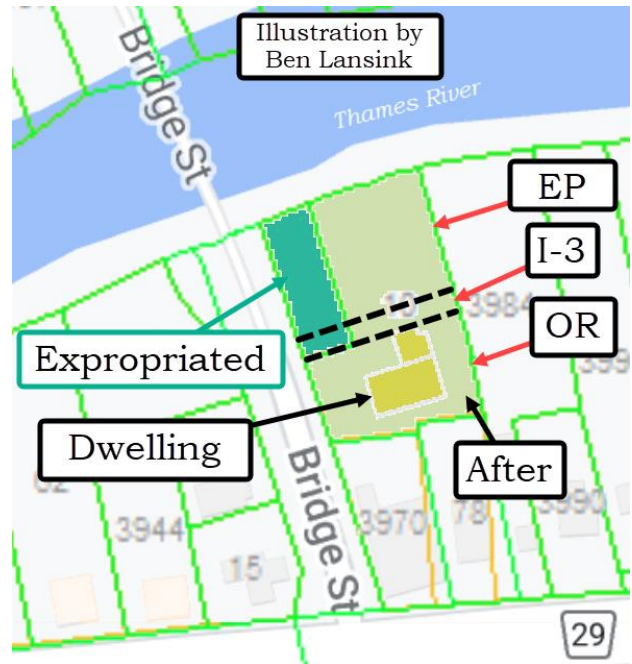 Illustration by
Ben Lansink
Bridge St
Thames River
EP
I-3
3984
OR
Expropriated
Dwelling
After
Bridge St
3944
3970
78
3990
15
29